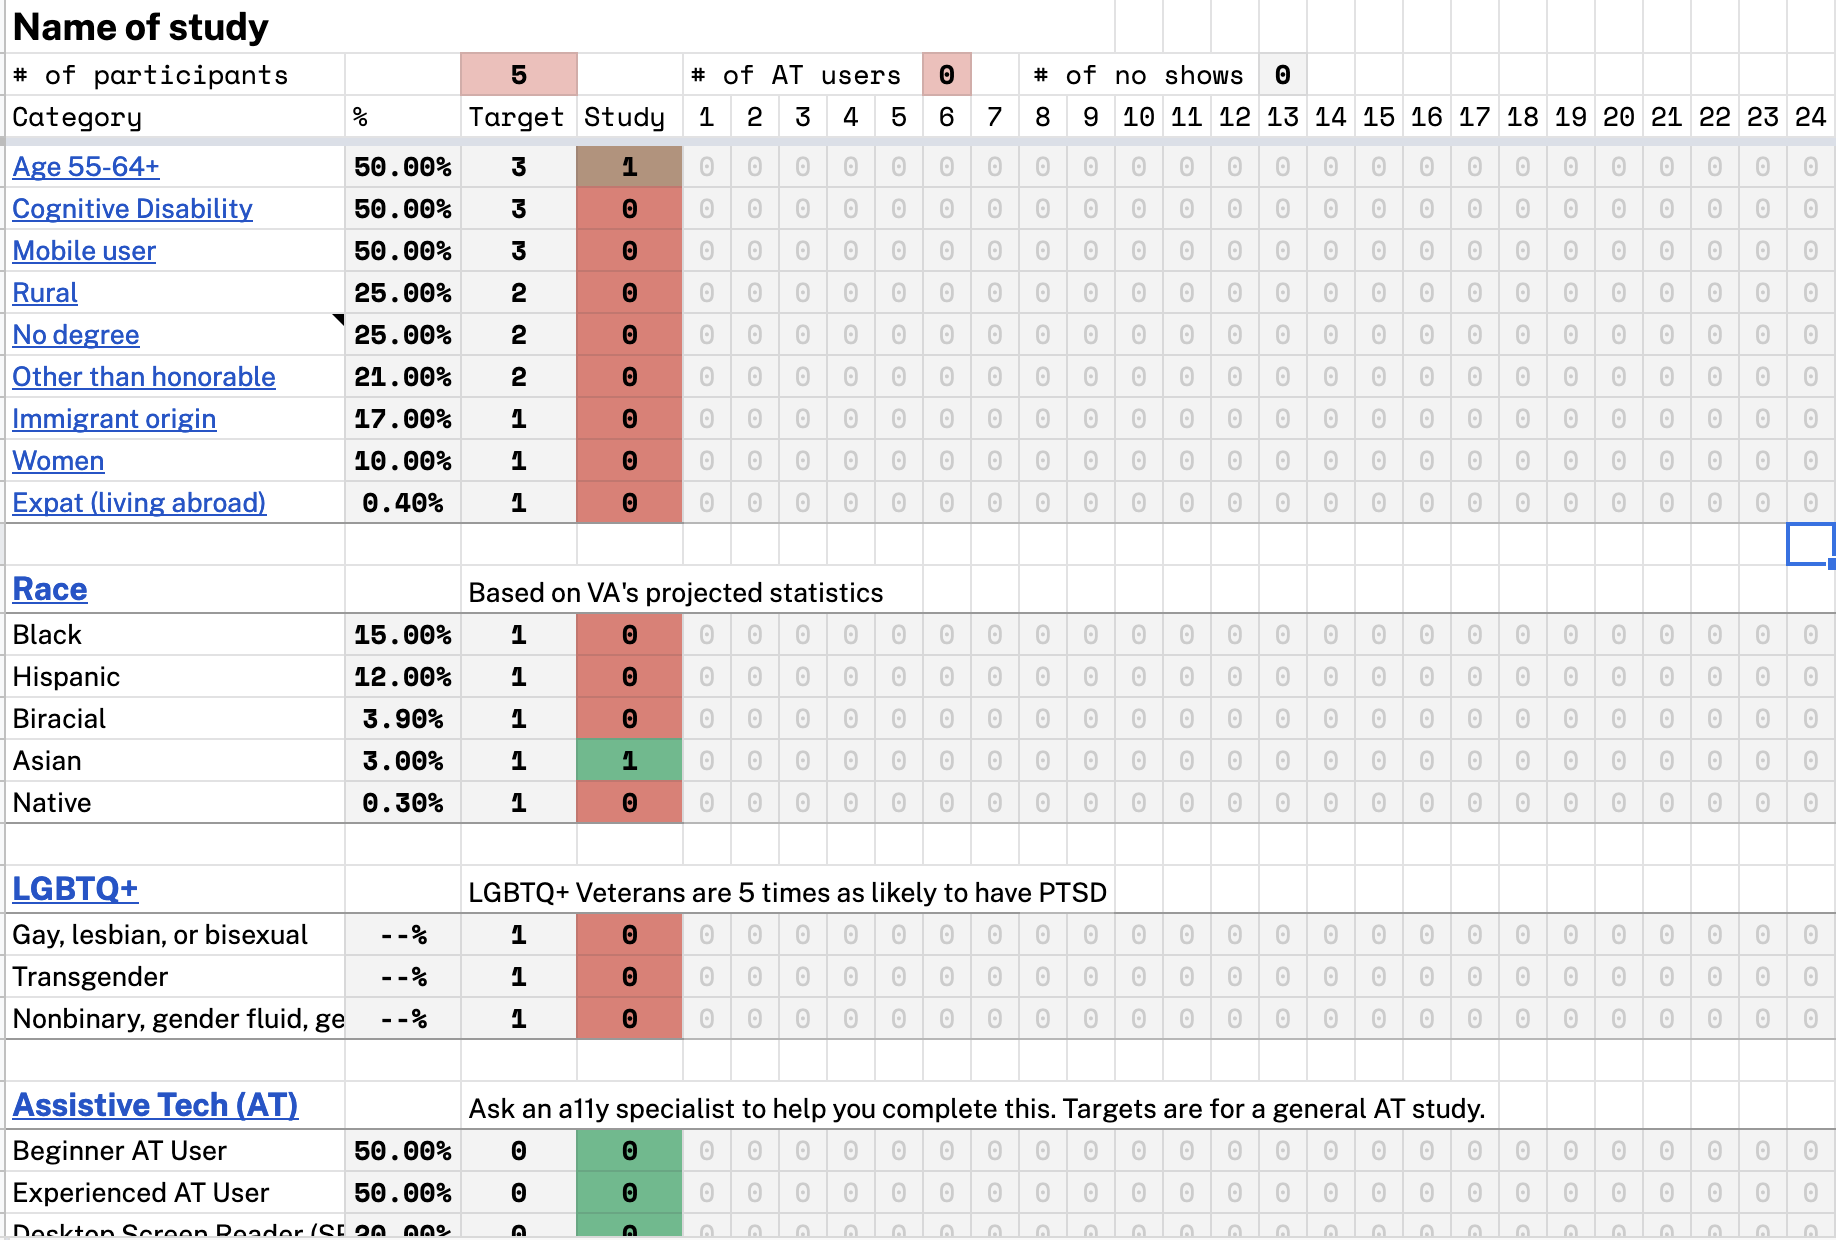 Name of study
# of participants 5 # of AT users 0 # of no shows 0
Category % Target Study 1 2 3 4 5 6 7 8 9 10 11 12 13 14 15 16 17 18 19 20 21 22 23 24
Age 55-64+ 50.00% 3 1 0 0 0 0 0 0 0 0 0 0 0 0 0 0 0 0 0 0 0 0 0 0 0 0
Cognitive Disability 50.00% 3 0 0 0 0 0 0 0 0 0 0 0 0 0 0 0 0 0 0 0 0 0 0 0 0 0
Mobile user 50.00% 3 0 0 0 0 0 0 0 0 0 0 0 0 0 0 0 0 0 0 0 0 0 0 0 0 0
Rural 25.00% 2 0 0 0 0 0 0 0 0 0 0 0 0 0 0 0 0 0 0 0 0 0 0 0 0 0
No degree 25.00% 2 0 0 0 0 0 0 0 0 0 0 0 0 0 0 0 0 0 0 0 0 0 0 0 0 0
Other than honorable 21.00% 2 0 0 0 0 0 0 0 0 0 0 0 0 0 0 0 0 0 0 0 0 0 0 0 0 0
Immigrant origin 17.00% 1 0 0 0 0 0 0 0 0 0 0 0 0 0 0 0 0 0 0 0 0 0 0 0 0 0
Women 10.00% 1 0 0 0 0 0 0 0 0 0 0 0 0 0 0 0 0 0 0 0 0 0 0 0 0 0
Expat (living abroad) 0.40% 1 0 0 0 0 0 0 0 0 0 0 0 0 0 0 0 0 0 0 0 0 0 0 0 0 0
Race Based on VA's projected statistics
Black 15.00% 1 0 0 0 0 0 0 0 0 0 0 0 0 0 0 0 0 0 0 0 0 0 0 0 0 0
Hispanic 12.00% 1 0 0 0 0 0 0 0 0 0 0 0 0 0 0 0 0 0 0 0 0 0 0 0 0 0
Biracial 3.90% 1 0 0 0 0 0 0 0 0 0 0 0 0 0 0 0 0 0 0 0 0 0 0 0 0 0
Asian 3.00% 1 1 0 0 0 0 0 0 0 0 0 0 0 0 0 0 0 0 0 0 0 0 0 0 0 0
Native 0.30% 1 0 0 0 0 0 0 0 0 0 0 0 0 0 0 0 0 0 0 0 0 0 0 0 0 0
LGBTQ+ LGBTQ+ Veterans are 5 times as likely to have PTSD
Gay, lesbian, or bisexual --% 1 0 0 0 0 0 0 0 0 0 0 0 0 0 0 0 0 0 0 0 0 0 0 0 0 0
Transgender --% 1 0 0 0 0 0 0 0 0 0 0 0 0 0 0 0 0 0 0 0 0 0 0 0 0 0
Nonbinary, gender fluid, ge --% 1 0 0 0 0 0 0 0 0 0 0 0 0 0 0 0 0 0 0 0 0 0 0 0 0 0
Assistive Tech (AT) Ask an a11y specialist to help you complete this. Targets are for a general AT study.
Beginner AT User 50.00% 0 0 0 0 0 0 0 0 0 0 0 0 0 0 0 0 0 0 0 0 0 0 0 0 0 0
Experienced AT User 50.00% 0 0 0 0 0 0 0 0 0 0 0 0 0 0 0 0 0 0 0 0 0 0 0 0 0 0
Desktop Screen Reader (SR 20.00% 0 0 0 0 0 0 0 0 0 0 0 0 0 0 0 0 0 0 0 0 0 0 0 0 0 0